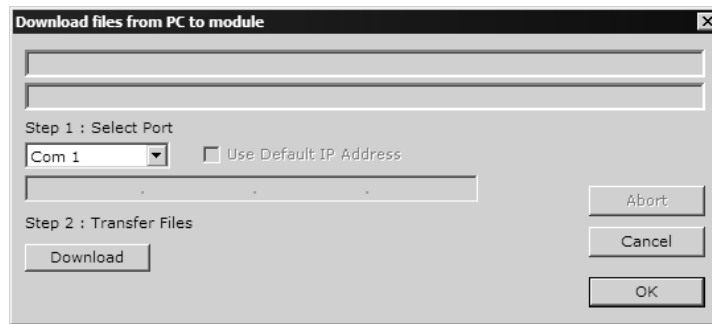 Download files from PC to module
Step 1 : Select Port
Com 1
Use Default IP Address
. . .
Abort
Step 2 : Transfer Files
Cancel
Download
OK